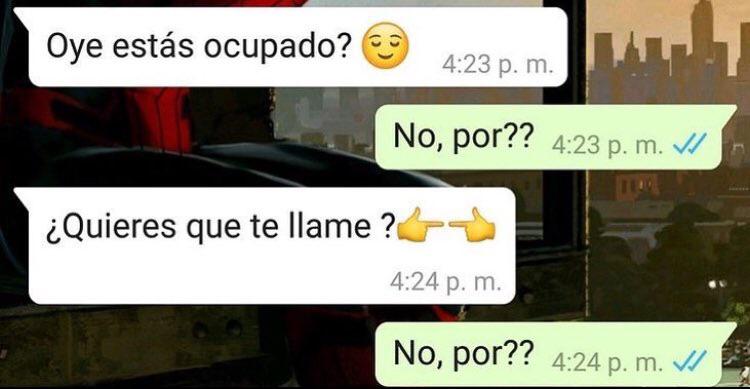 Oye estás ocupado? 😌 4:23 p. m.
No, por?? 4:23 p. m.
¿Quieres que te llame ?👉👈
4:24 p. m.
No, por?? 4:24 p. m.